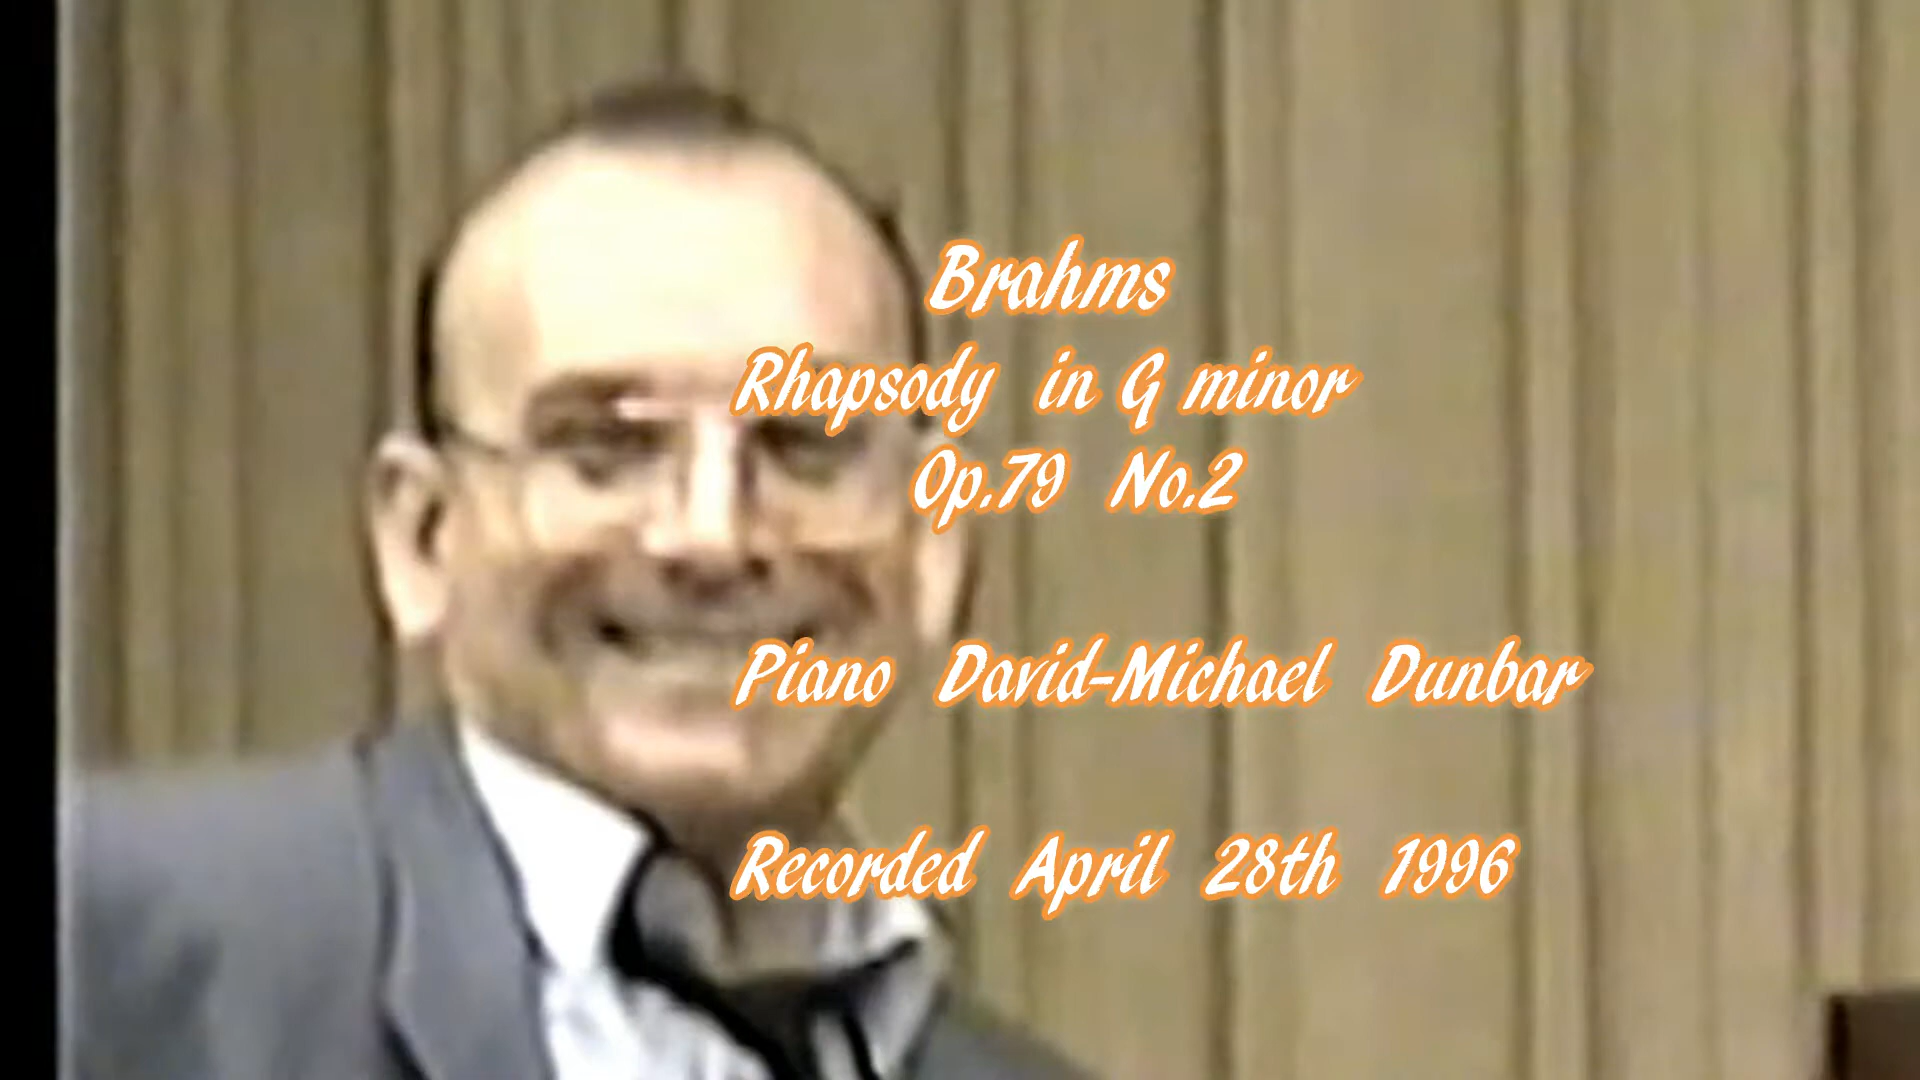 Brahms
Rhapsody in G minor
Op.79 No.2
Piano David-Michael Dunbar
Recorded April 28th 1996